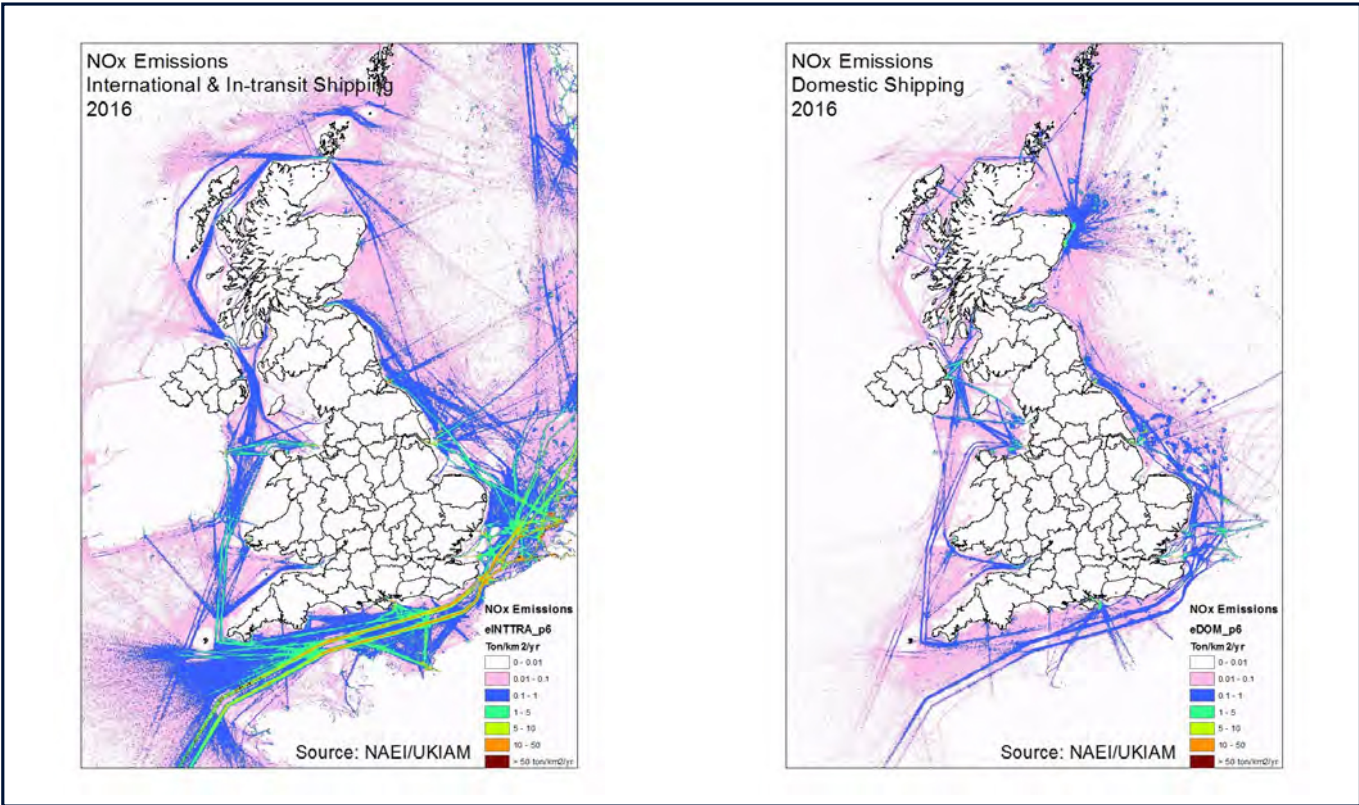 NOx Emissions
International & In-transit Shipping
2016
NOx Emissions
eINTTRA_p6
Ton/km2/yr
0 - 0.01
0.01 - 0.1
0.1 - 1
1 - 5
5 - 10
10 - 50
> 50 ton/km2/yr
Source: NAEI/UKIAM
NOx Emissions
Domestic Shipping
2016
NOx Emissions
eDOM_p6
Ton/km2/yr
0 - 0.01
0.01 - 0.1
0.1 - 1
1 - 5
5 - 10
10 - 50
> 50 ton/km2/yr
Source: NAEI/UKIAM